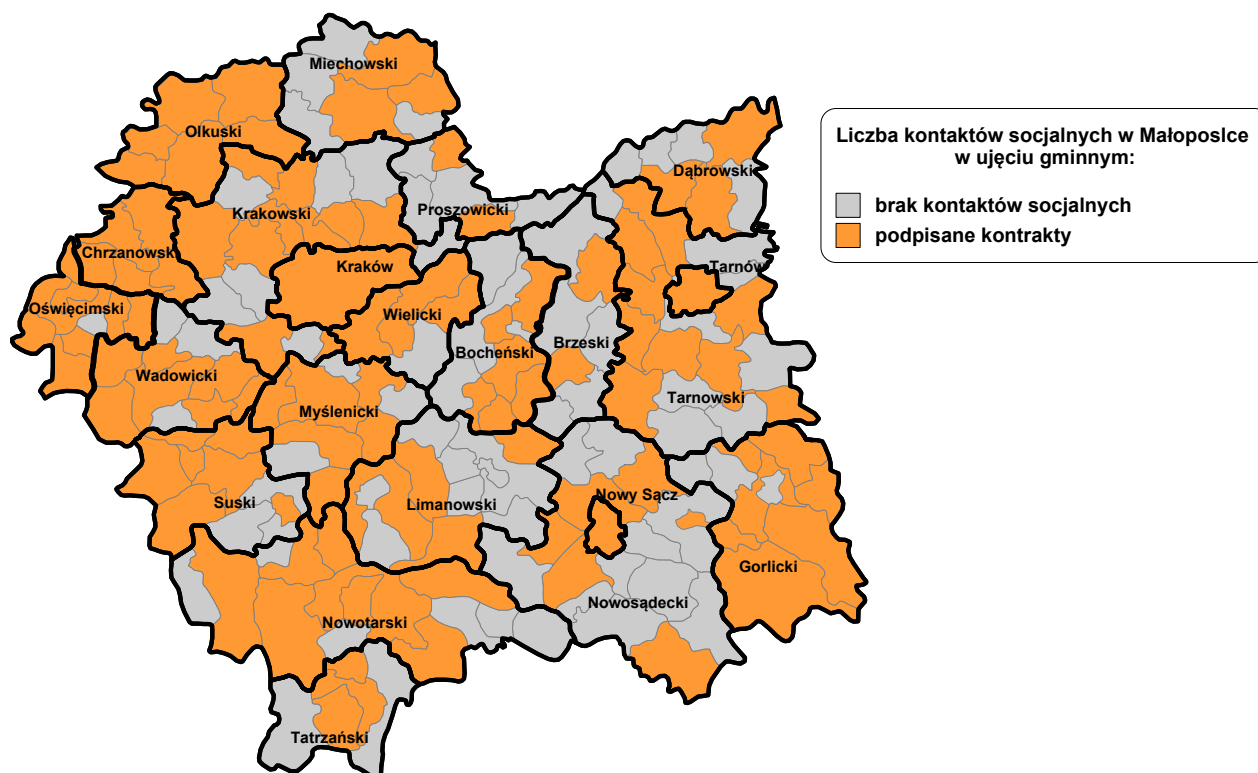 Miechowski
Olkuski
Dąbrowski
Proszowicki
Krakowski
Chrzanowsk
Kraków
Tarnów
Oświęcimski
Wielicki
Bocheński
Brzeski
Wadowicki
Tarnowski
Myślenicki
Suski
Limanowski
Nowy Sącz
Gorlicki
Nowosądecki
Nowotarski
Tatrzański
Liczba kontaktów socjalnych w Małoposlce
w ujęciu gminnym:
brak kontaktów socjalnych
podpisane kontrakty